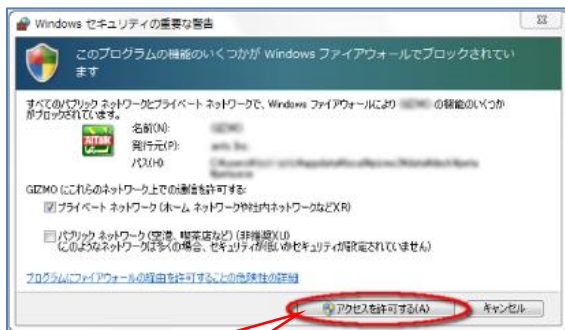 Windows セキュリティの重要な警告
このプログラムの機能のいくつかが Windows ファイアウォールでブロックされてい
ます
すべてのパブリック ネットワークとプライベート ネットワークで、Windows ファイアウォールにより の機能のいくつか
がブロックされています。
名前(N):
発行元(P):
パス(H)
GIZMO にこれらのネットワーク上での通信を許可する:
プライベート ネットワーク (ホーム ネットワークや社内ネットワークなど)(R)
パブリック ネットワーク (空港、喫茶店など) (非推奨)(U)
(このようなネットワークは多くの場合、セキュリティが低いかセキュリティが設定されていません)
プログラムにファイアウォールの経由を許可することの危険性の詳細
アクセスを許可する(A)
キャンセル